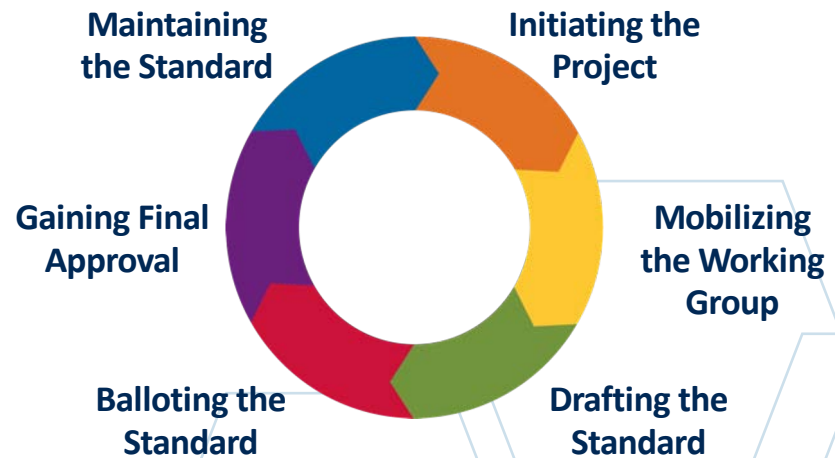 Maintaining
the Standard
Initiating the
Project
Gaining Final
Approval
Mobilizing
the Working
Group
Balloting the
Standard
Drafting the
Standard